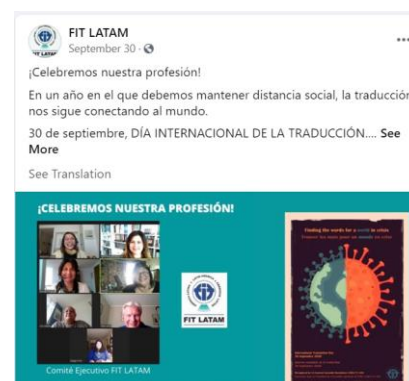 FIT LATAM
September 30 ·
¡Celebremos nuestra profesión!
En un año en el que debemos mantener distancia social, la traducción
nos sigue conectando al mundo.
30 de septiembre, DÍA INTERNACIONAL DE LA TRADUCCIÓN.... See
More
See Translation
¡CELEBREMOS NUESTRA PROFESIÓN!
FIT LATAM
Comité Ejecutivo FIT LATAM
Finding the words for a world in crisis